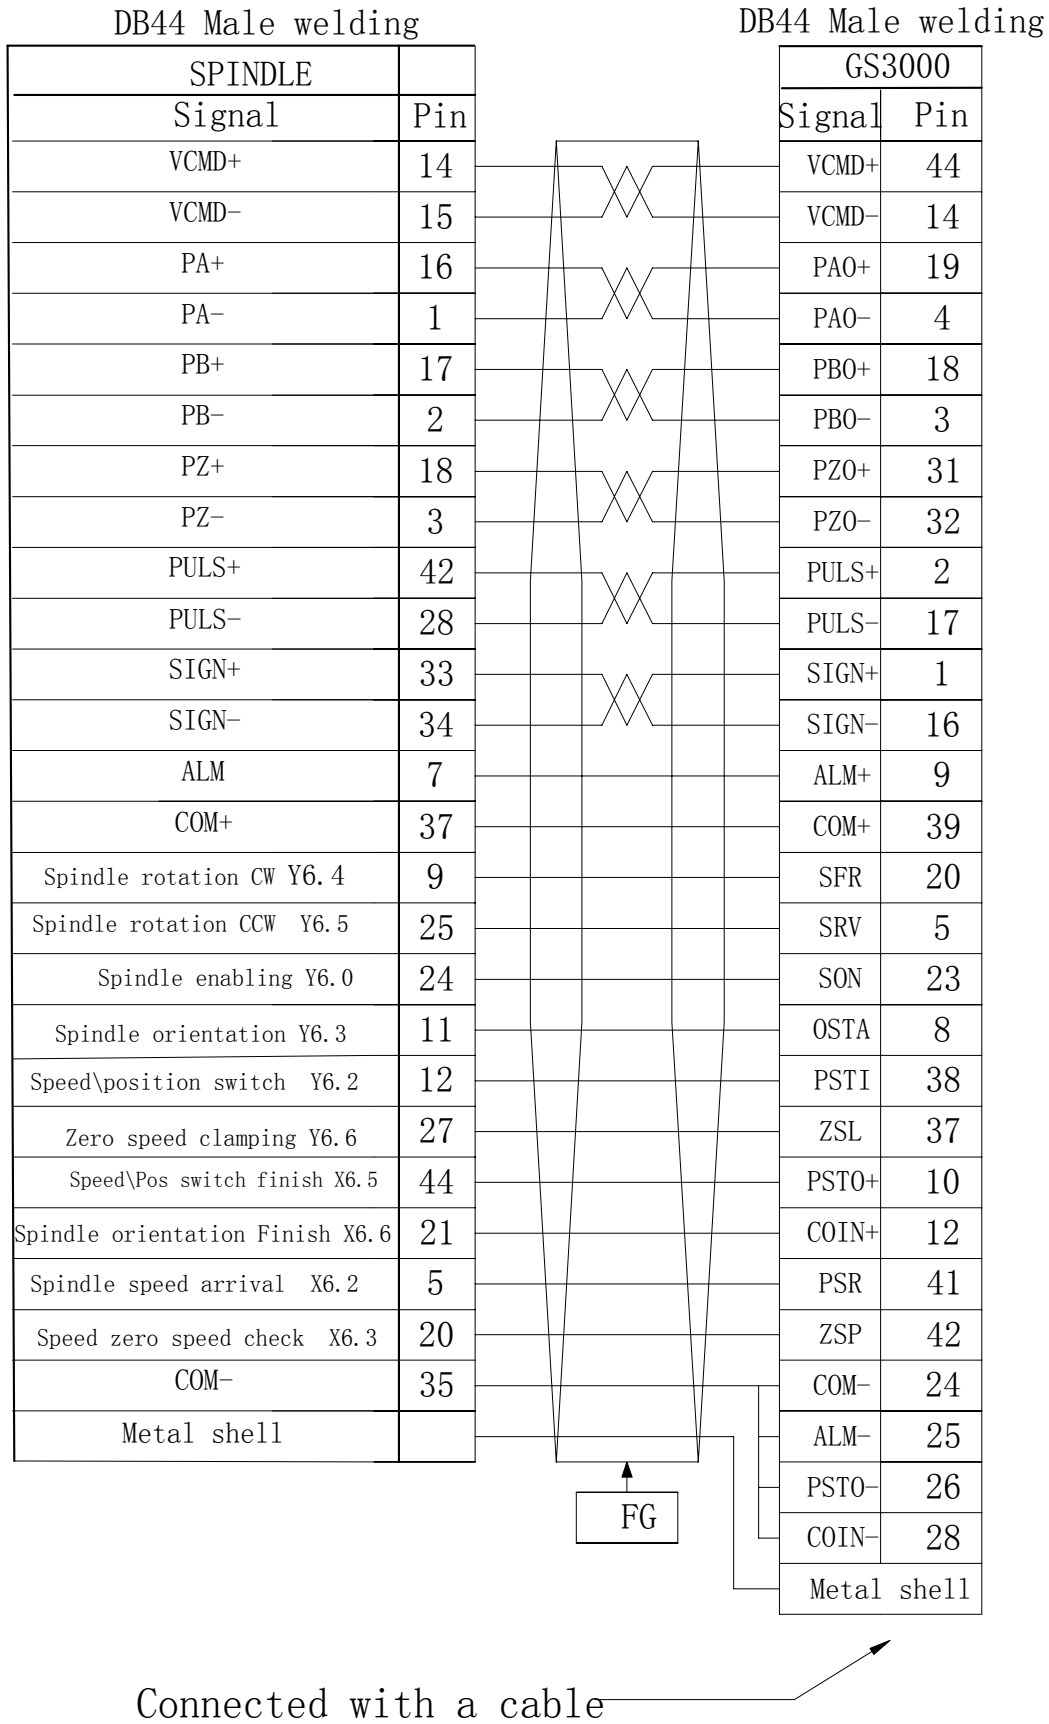 DB44 Male welding DB44 Male welding
SPINDLE GS3000
Signal Pin Signal Pin
VCMD+ 14 VCMD+ 44
VCMD- 15 VCMD- 14
PA+ 16 PAO+ 19
PA- 1 PAO- 4
PB+ 17 PBO+ 18
PB- 2 PBO- 3
PZ+ 18 PZO+ 31
PZ- 3 PZO- 32
PULS+ 42 PULS+ 2
PULS- 28 PULS- 17
SIGN+ 33 SIGN+ 1
SIGN- 34 SIGN- 16
ALM 7 ALM+ 9
COM+ 37 COM+ 39
Spindle rotation CW Y6.4 9 SFR 20
Spindle rotation CCW Y6.5 25 SRV 5
Spindle enabling Y6.0 24 SON 23
Spindle orientation Y6.3 11 OSTA 8
Speed\position switch Y6.2 12 PSTI 38
Zero speed clamping Y6.6 27 ZSL 37
Speed\Pos switch finish X6.5 44 PSTO+ 10
Spindle orientation Finish X6.6 21 COIN+ 12
Spindle speed arrival X6.2 5 PSR 41
Speed zero speed check X6.3 20 ZSP 42
COM- 35 COM- 24
Metal shell ALM- 25
PSTO- 26
FG COIN- 28
Metal shell
Connected with a cable